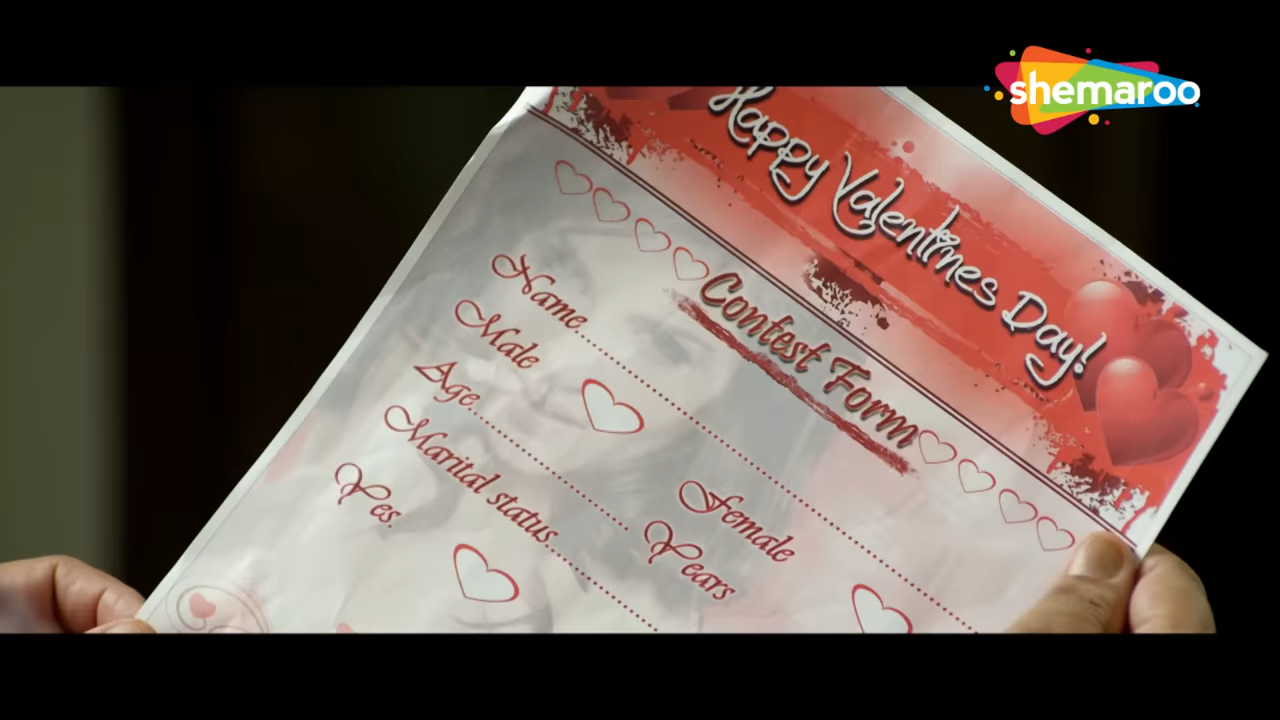 shemaroo
Happy Valentines Day!
Contest Form
Name
Male
Female
Age
Years
Marital status
Yes